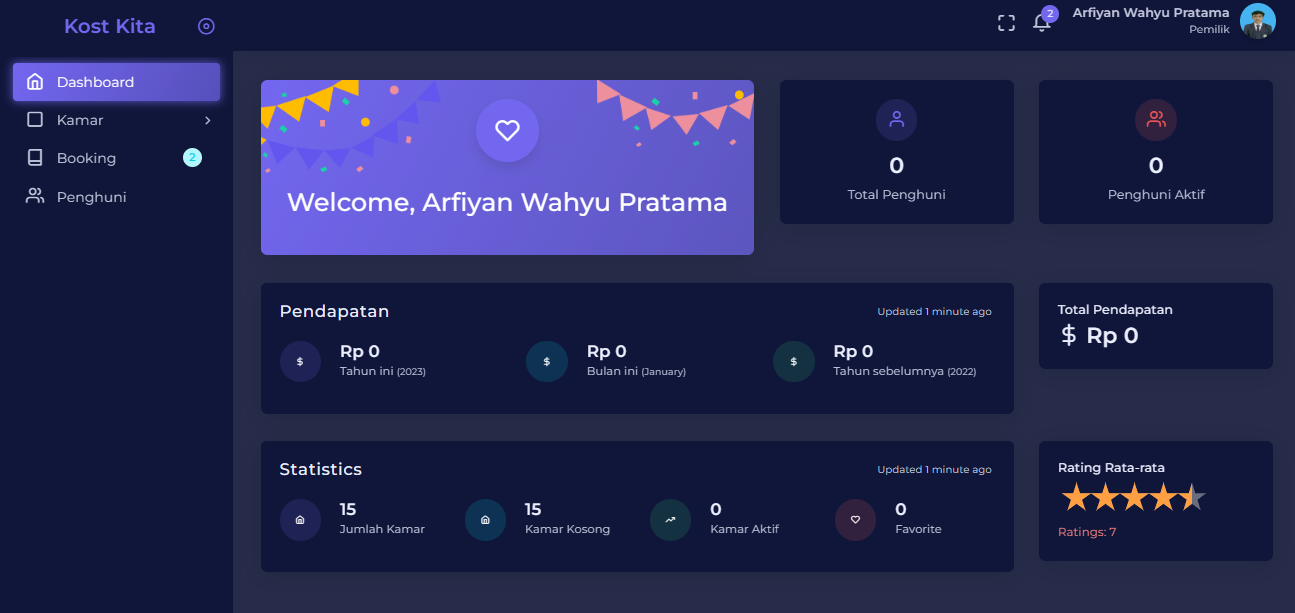 Kost Kita
2
Arfiyan Wahyu Pratama
Pemilik
Dashboard
Kamar
Booking
2
Penghuni
Welcome, Arfiyan Wahyu Pratama
0
Total Penghuni
0
Penghuni Aktif
Pendapatan
Updated 1 minute ago
$
Rp 0
Tahun ini (2023)
$
Rp 0
Bulan ini (January)
$
Rp 0
Tahun sebelumnya (2022)
Total Pendapatan
$ Rp 0
Statistics
Updated 1 minute ago
15
Jumlah Kamar
15
Kamar Kosong
0
Kamar Aktif
0
Favorite
Rating Rata-rata
Ratings: 7